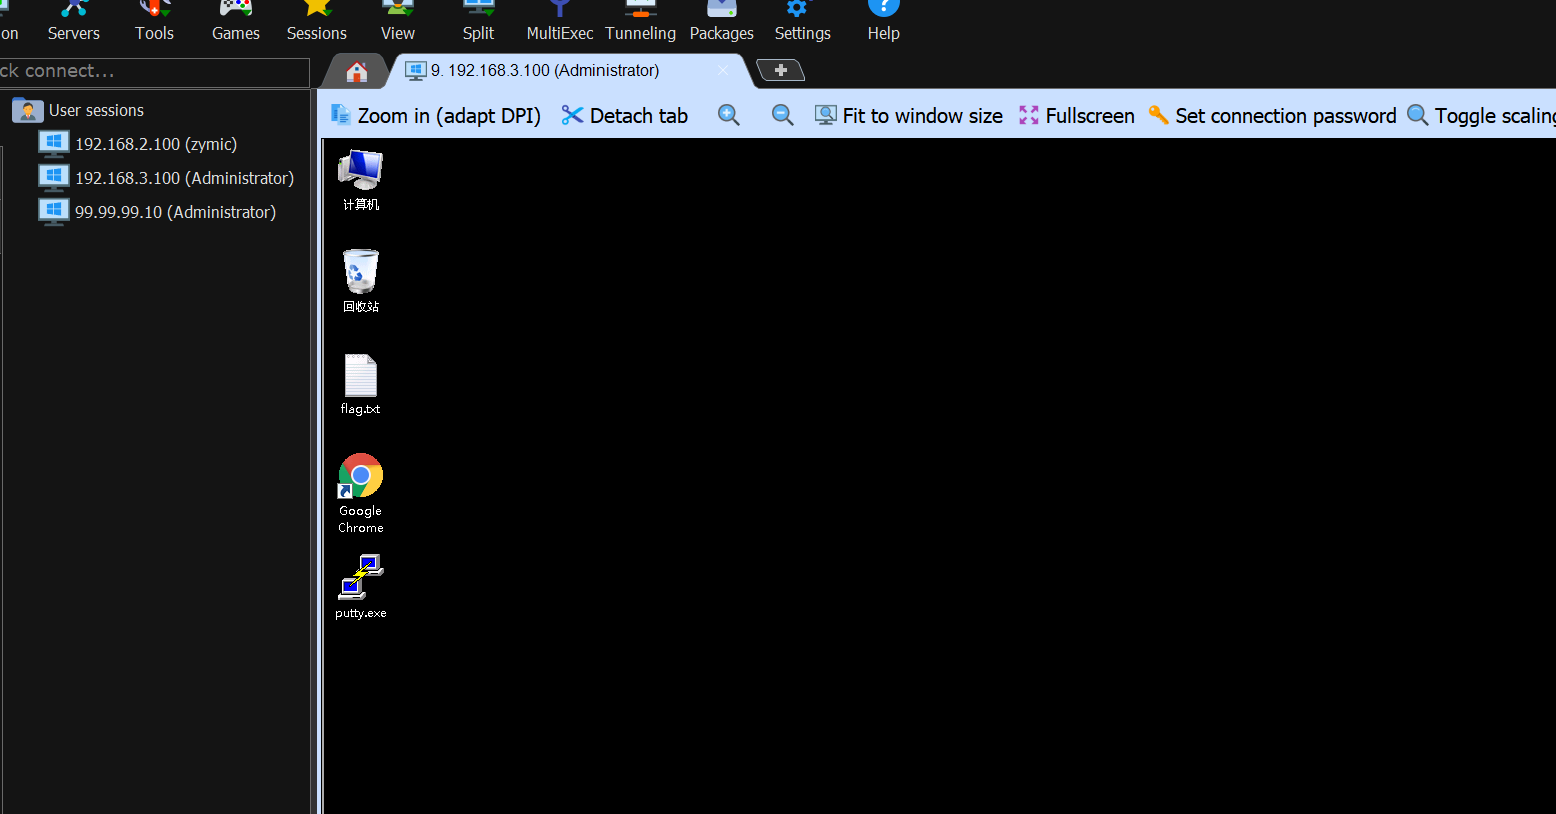 on Servers Tools Games Sessions View Split MultiExec Tunneling Packages Settings Help
ck connect...
9. 192.168.3.100 (Administrator)
User sessions
192.168.2.100 (zymic)
192.168.3.100 (Administrator)
99.99.99.10 (Administrator)
Zoom in (adapt DPI) Detach tab Fit to window size Fullscreen Set connection password Toggle scaling
计算机
回收站
flag.txt
Google
Chrome
putty.exe